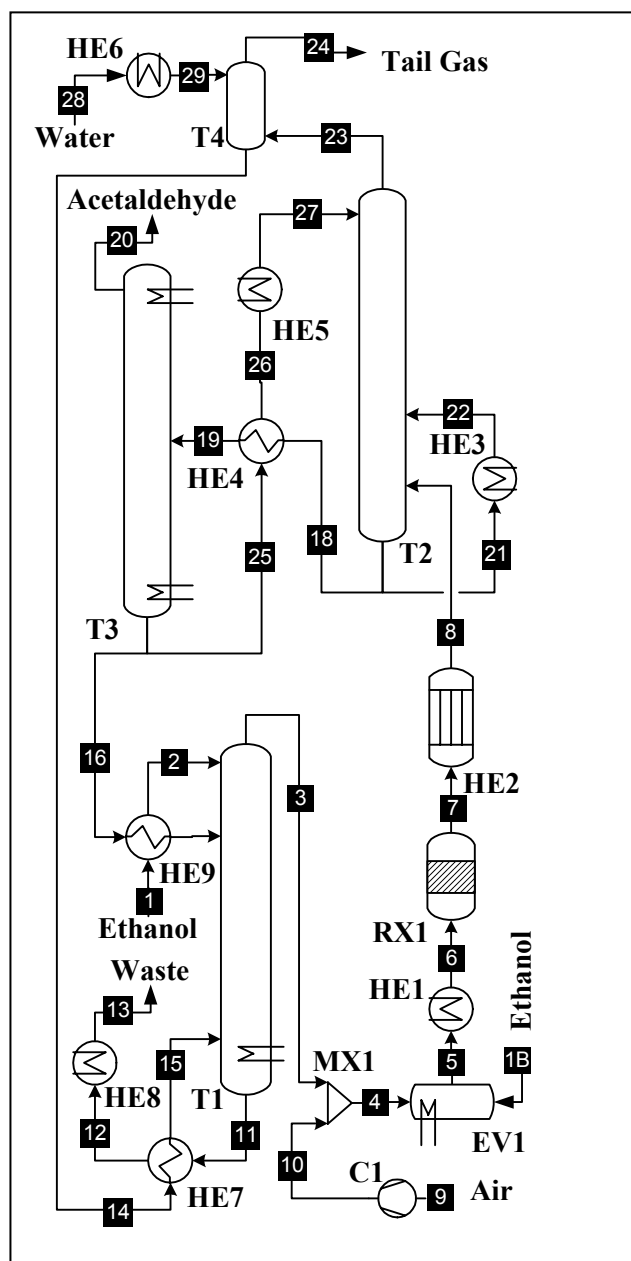 HE6
24
29
Tail Gas
28
Water
T4
23
Acetaldehyde
20
27
HE5
26
22
HE3
19
HE4
18
25
T2
21
T3
8
16
2
3
HE2
7
HE9
1
Ethanol
RX1
6
Waste
HE1
Ethanol
13
15
MX1
5
1B
HE8
T1
4
12
11
EV1
10
C1
9
Air
14
HE7